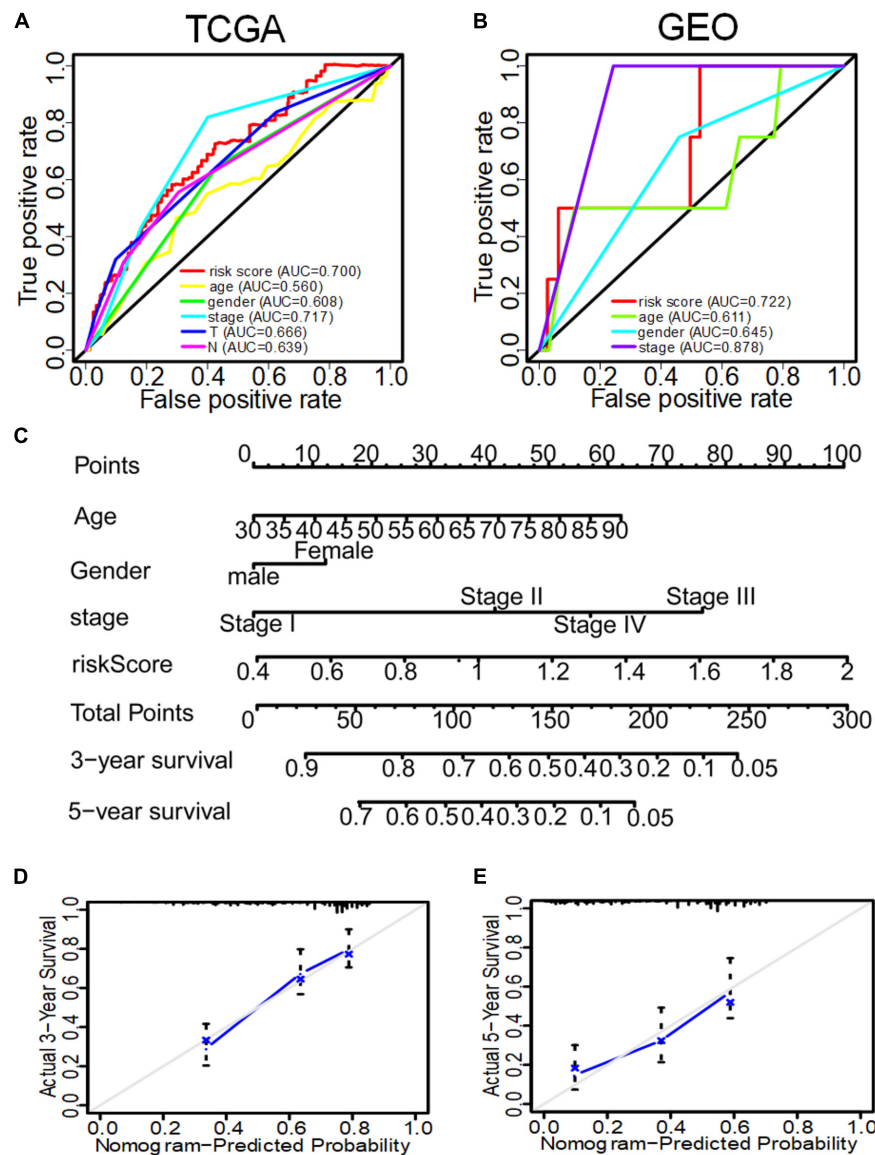 A
TCGA
True positive rate
1.0
0.8
0.6
0.4
0.2
0.0
risk score (AUC=0.700)
age (AUC=0.560)
gender (AUC=0.608)
stage (AUC=0.717)
T (AUC=0.666)
N (AUC=0.639)
0.0 0.2 0.4 0.6 0.8 1.0
False positive rate
B
GEO
True positive rate
1.0
0.8
0.6
0.4
0.2
0.0
risk score (AUC=0.722)
age (AUC=0.611)
gender (AUC=0.645)
stage (AUC=0.878)
0.0 0.2 0.4 0.6 0.8 1.0
False positive rate
C
Points
0 10 20 30 40 50 60 70 80 90 100
Age
30 35 40 45 50 55 60 65 70 75 80 85 90
Female
Gender
male
Stage II Stage III
stage
Stage I Stage IV
riskScore
0.4 0.6 0.8 1 1.2 1.4 1.6 1.8 2
Total Points
0 50 100 150 200 250 300
3-year survival
0.9 0.8 0.7 0.6 0.5 0.4 0.3 0.2 0.1 0.05
5-year survival
0.7 0.6 0.5 0.4 0.3 0.2 0.1 0.05
D
Actual 3-Year Survival
1.0
0.8
0.6
0.4
0.2
0.0
0.0 0.2 0.4 0.6 0.8 1.0
Nomogram-Predicted Probability
E
Actual 5-Year Survival
1.0
0.8
0.6
0.4
0.2
0.0
0.0 0.2 0.4 0.6 0.8 1.0
Nomogram-Predicted Probability